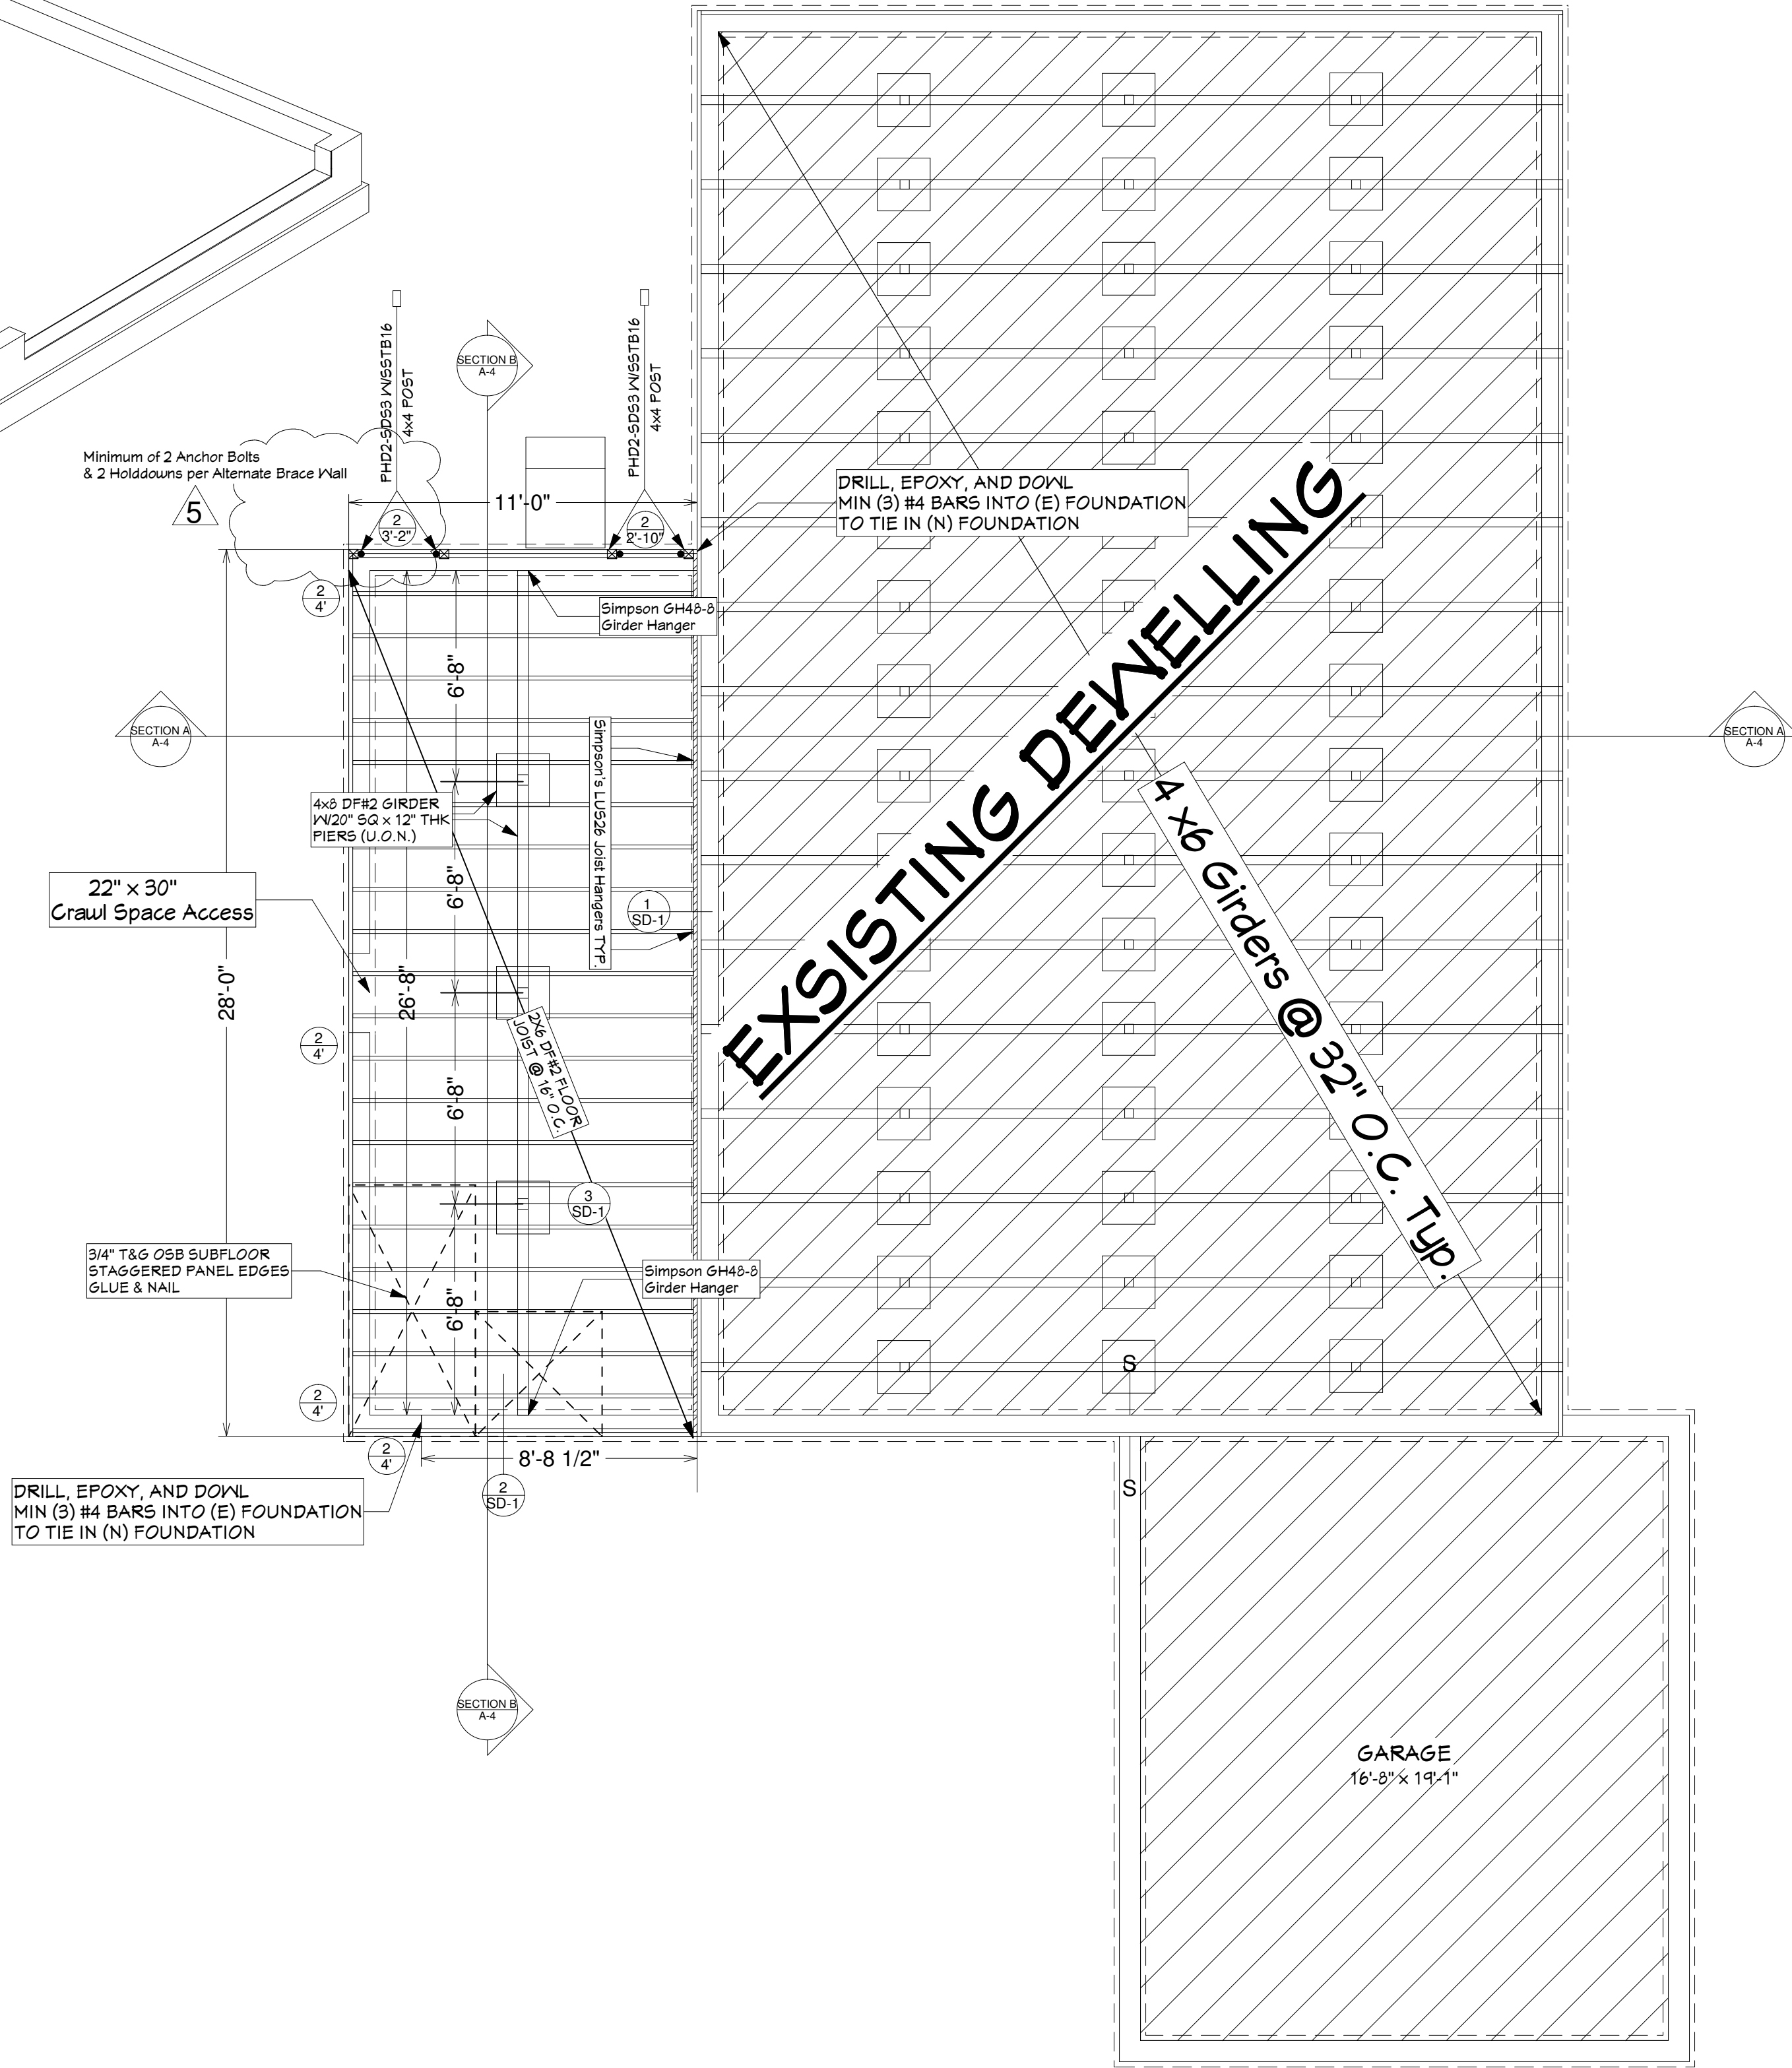 PHD2-SDS3 W/SSTB16
4x4 POST
PHD2-SDS3 W/SSTB16
4x4 POST
SECTION B
A-4
Minimum of 2 Anchor Bolts
& 2 Holddowns per Alternate Brace Wall
5
11'-0"
2
3'-2"
2
2'-10"
DRILL, EPOXY, AND DOWL
MIN (3) #4 BARS INTO (E) FOUNDATION
TO TIE IN (N) FOUNDATION
2
4'
Simpson GH48-8
Girder Hanger
6'-8"
SECTION A
A-4
SECTION A
A-4
Simpson's LUS26 Joist Hangers TYP.
4x8 DF#2 GIRDER
W/20" SQ x 12" THK
PIERS (U.O.N.)
EXSISTING DEWELLING
4 x6 Girders @ 32" O.C. Typ.
22" x 30"
Crawl Space Access
6'-8"
1
SD-1
28'-0"
26'-8"
2X6 DF#2 FLOOR
JOIST @ 16" O.C.
2
4'
6'-8"
3
SD-1
3/4" T&G OSB SUBFLOOR
STAGGERED PANEL EDGES
GLUE & NAIL
Simpson GH48-8
Girder Hanger
6'-8"
S
2
4'
2
4'
8'-8 1/2"
2
SD-1
S
DRILL, EPOXY, AND DOWL
MIN (3) #4 BARS INTO (E) FOUNDATION
TO TIE IN (N) FOUNDATION
SECTION B
A-4
GARAGE
16'-8" x 19'-1"